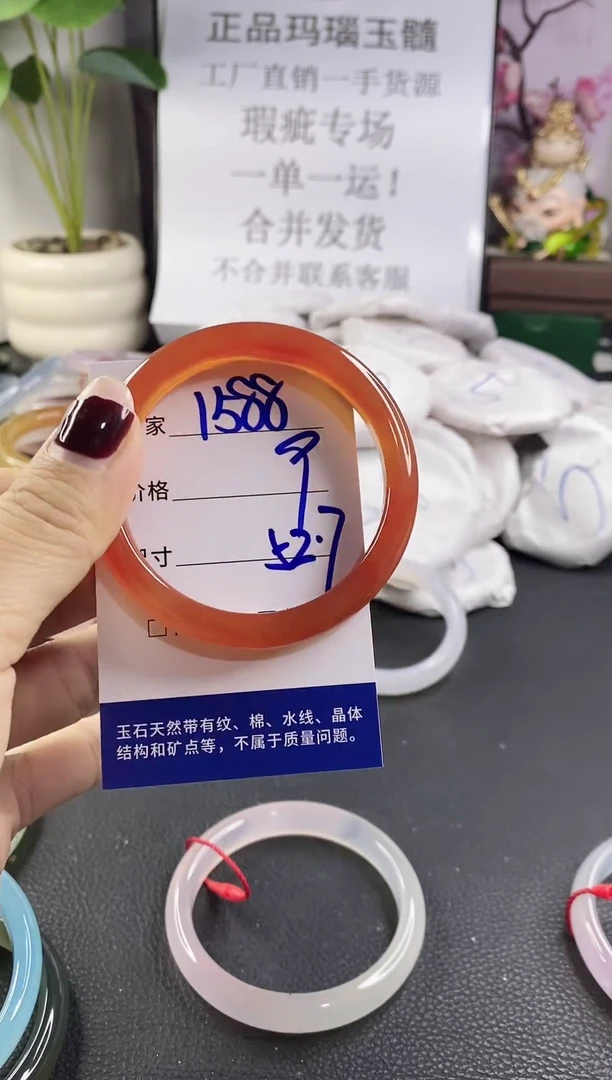 正品玛瑙玉髓
工厂直销一手货源
瑕疵专场
一单一运！
合并发货
不合并联系客服
家 1588
价格
寸 52.7
玉石天然带有纹、棉、水线、晶体
结构和矿点等，不属于质量问题。